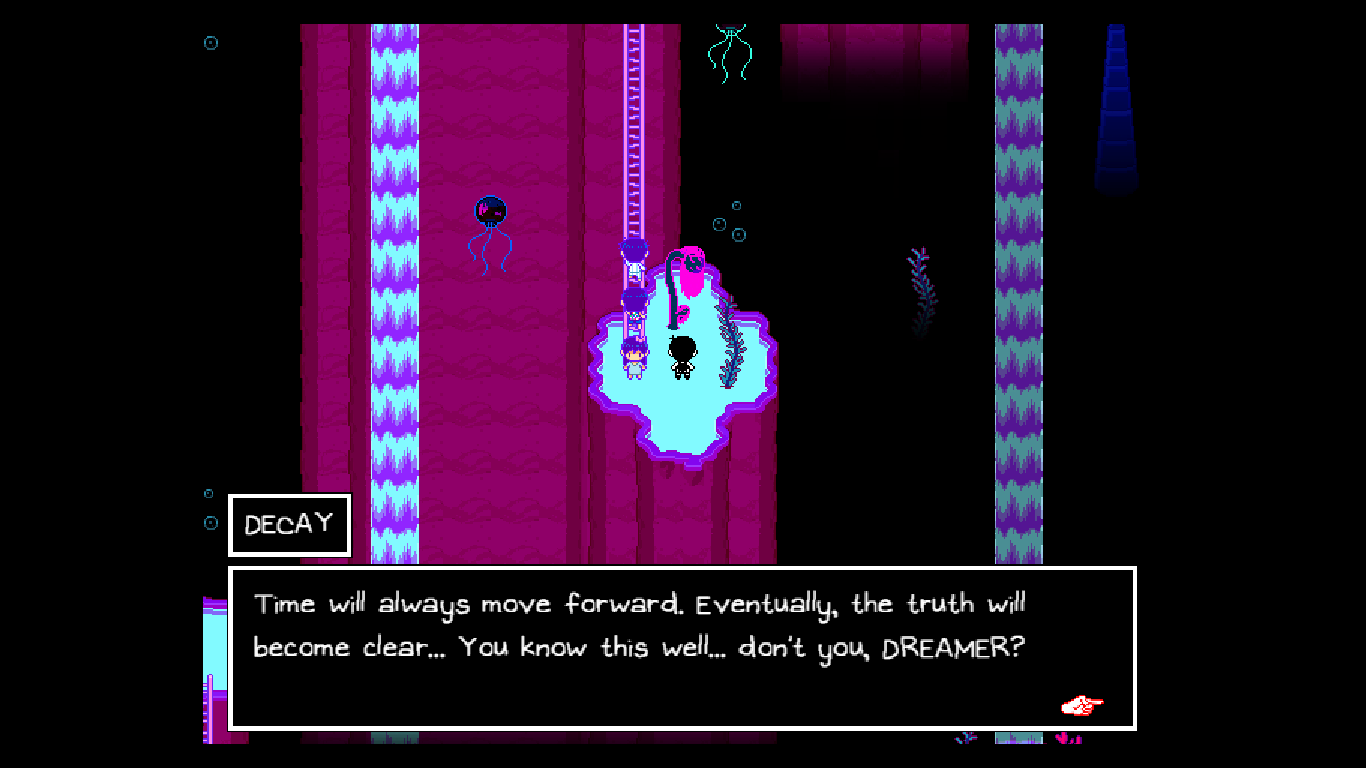 DECAY
Time will always move forward. Eventually, the truth will
become clear... You know this well... don't you, DREAMER?